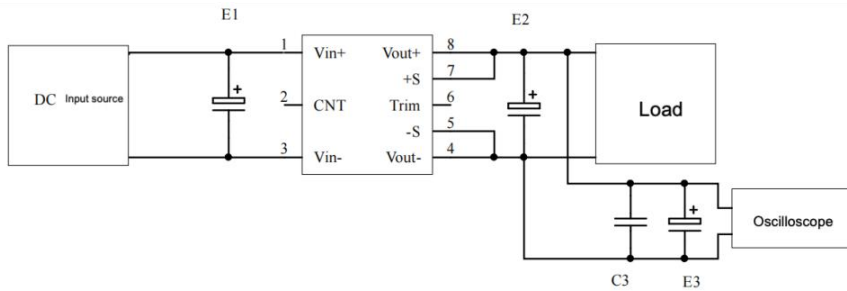 E1
E2
1 Vin+ Vout+ 8
+S 7
DC Input source
2 CNT Trim 6
Load
-S 5
3 Vin- Vout- 4
+
+
+
Oscilloscope
C3 E3